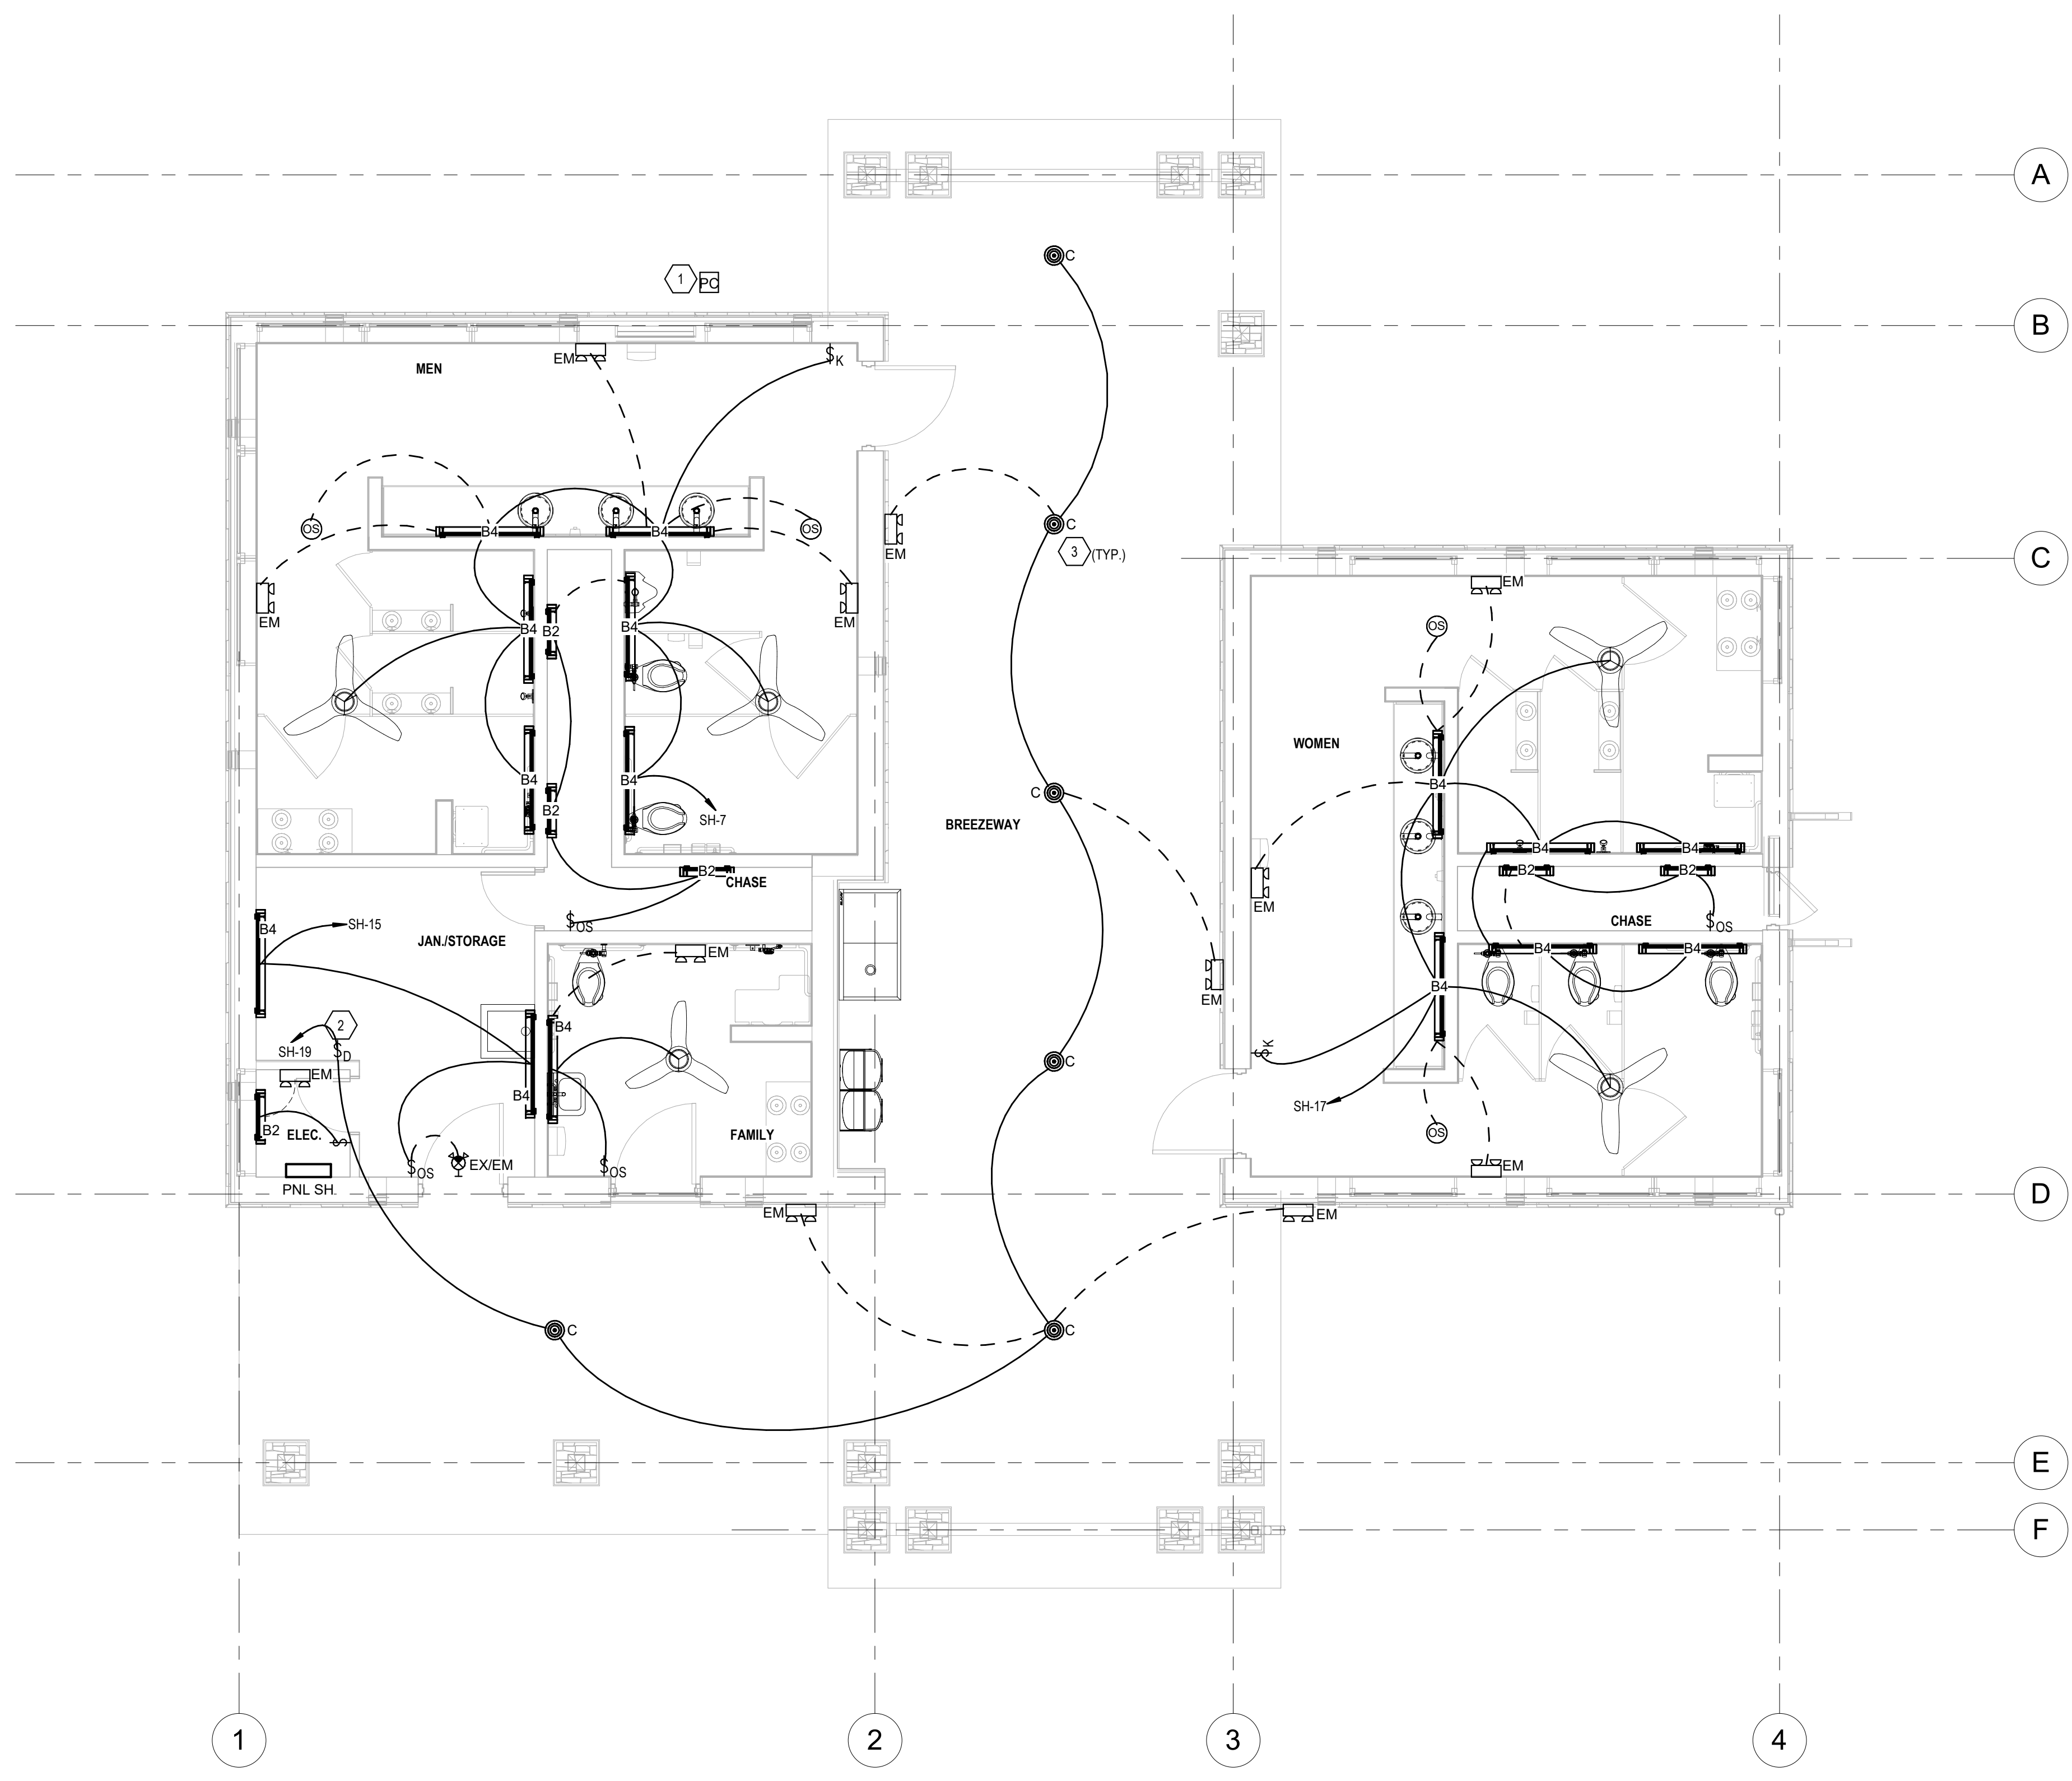 A
1 PC
C
B
EM
$K
MEN
OS
B4
B4
OS
C
3 (TYP.)
EM
C
EM
EM
EM
OS
B4
B2
B4
WOMEN
B4
B2
B4
B4
C
SH-7
BREEZEWAY
B4
B4
B2
B2
B2
CHASE
EM
CHASE
$OS
$OS
B4
SH-15
JAN./STORAGE
B4
B4
EM
EM
B4
2
B4
SH-19
$D
$K
C
EM
B4
SH-17
B2
ELEC.
$
FAMILY
OS
$OS
EX/EM
$OS
EM
PNL SH
D
EM
EM
C
C
E
F
1
2
3
4